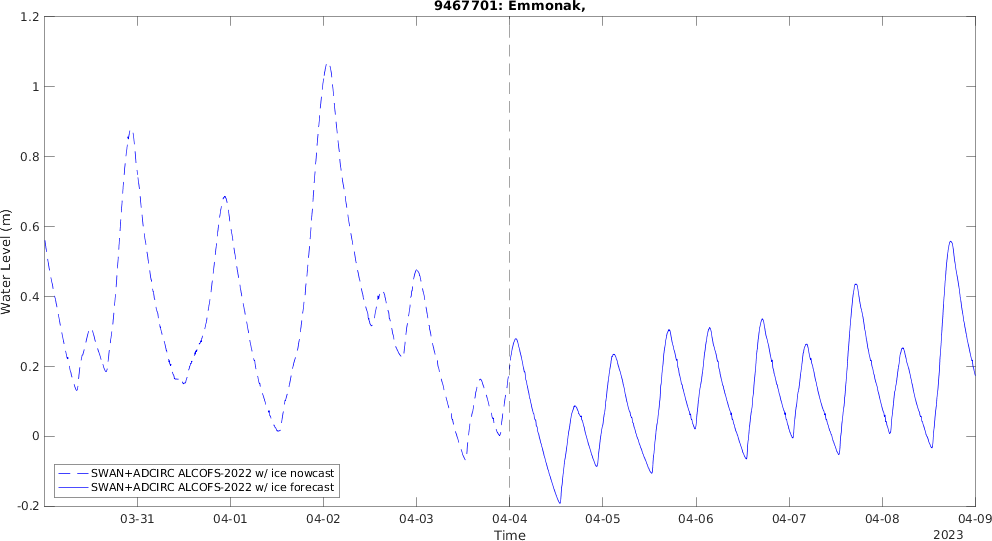 9467701: Emmonak,
1.2
1
0.8
0.6
0.4
0.2
0
-0.2
Water Level (m)
SWAN+ADCIRC ALCOFS-2022 w/ ice nowcast
SWAN+ADCIRC ALCOFS-2022 w/ ice forecast
03-31 04-01 04-02 04-03 04-04 04-05 04-06 04-07 04-08 04-09
Time
2023